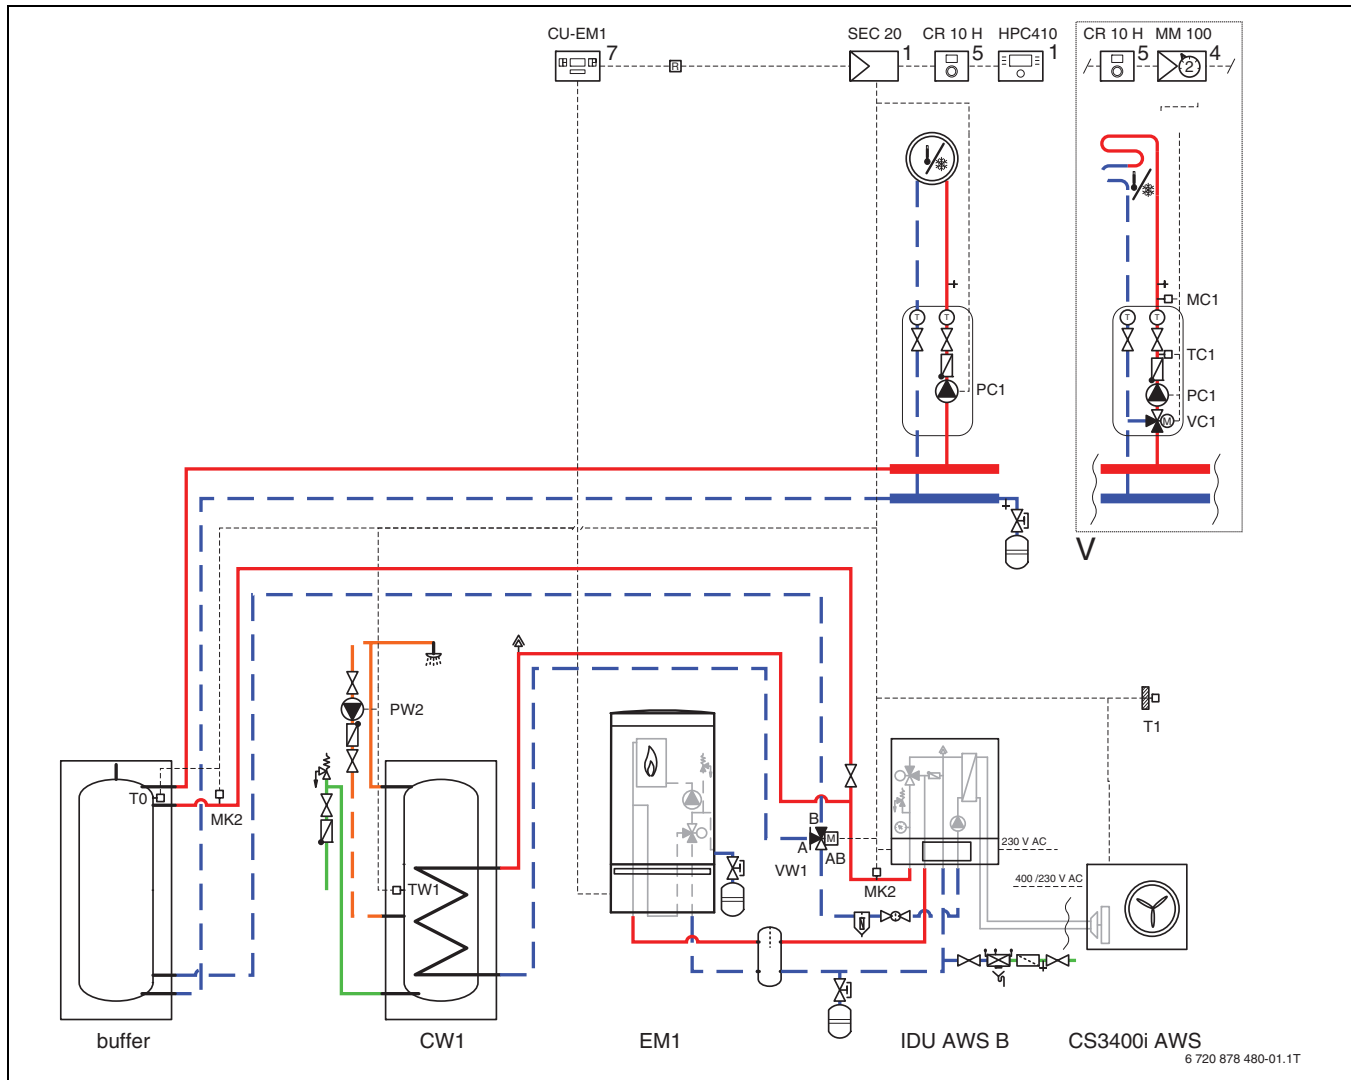 CU-EM1
7
R
SEC 20
1
CR 10 H
5
HPC410
1
CR 10 H
5
MM 100
4
2
T
T
T
T
MC1
TC1
PC1
PC1
M
VC1
V
PW2
T1
T0
MK2
B
A
M
AB
VW1
230 V AC
400 /230 V AC
TW1
MK2
buffer
CW1
EM1
IDU AWS B
CS3400i AWS
6 720 878 480-01.1T